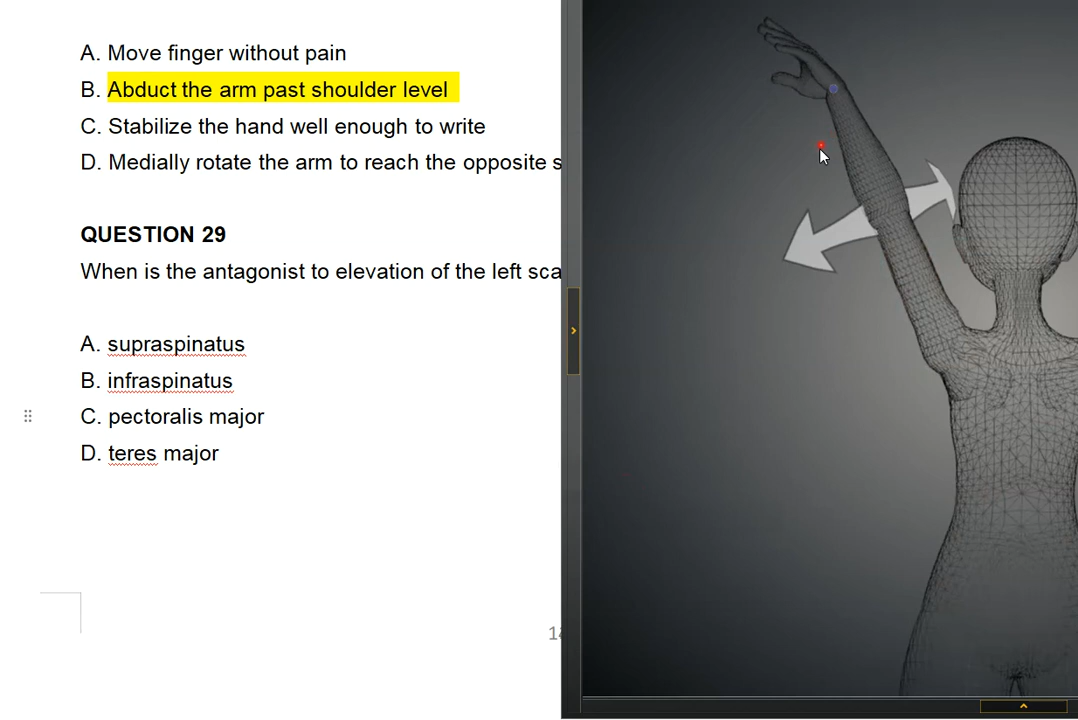 A. Move finger without pain
B. Abduct the arm past shoulder level
C. Stabilize the hand well enough to write
D. Medially rotate the arm to reach the opposite s
QUESTION 29
When is the antagonist to elevation of the left sca
A. supraspinatus
B. infraspinatus
C. pectoralis major
D. teres major